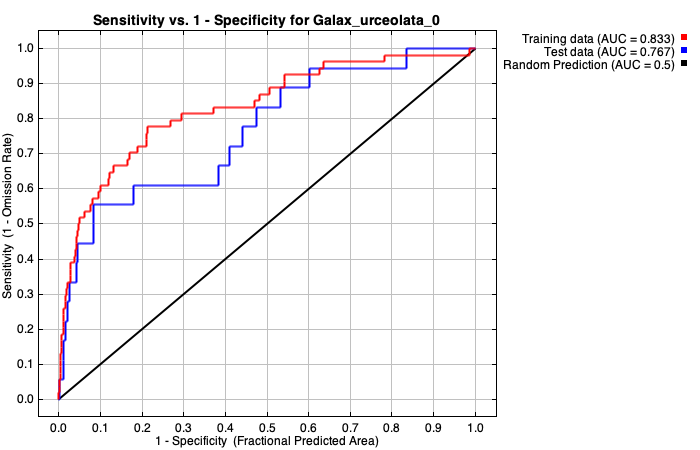 Sensitivity vs. 1 - Specificity for Galax_urceolata_0
Training data (AUC = 0.833)
Test data (AUC = 0.767)
Random Prediction (AUC = 0.5)
Sensitivity (1 - Omission Rate)
1.0
0.9
0.8
0.7
0.6
0.5
0.4
0.3
0.2
0.1
0.0
0.0 0.1 0.2 0.3 0.4 0.5 0.6 0.7 0.8 0.9 1.0
1 - Specificity (Fractional Predicted Area)